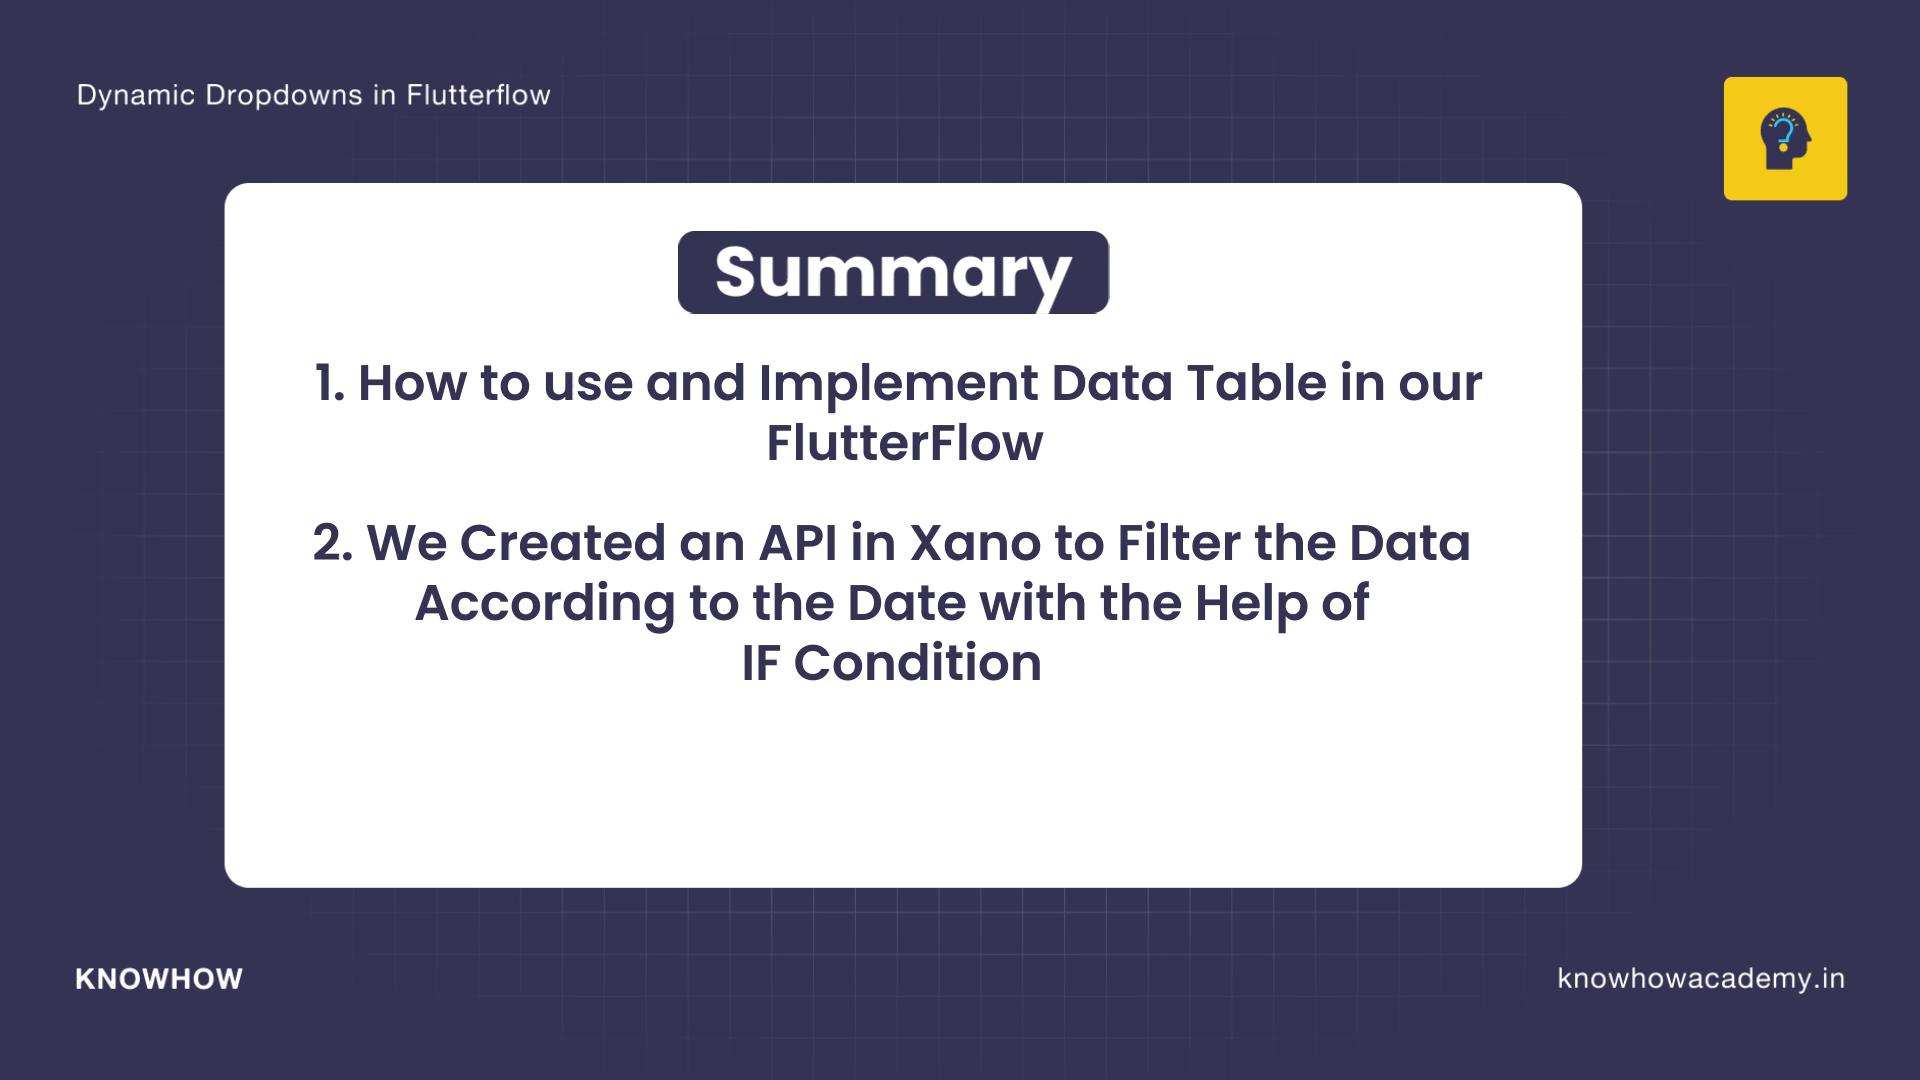 Dynamic Dropdowns in Flutterflow
Summary
1. How to use and Implement Data Table in our
FlutterFlow
2. We Created an API in Xano to Filter the Data
According to the Date with the Help of
IF Condition
KNOWHOW
knowhowacademy.in